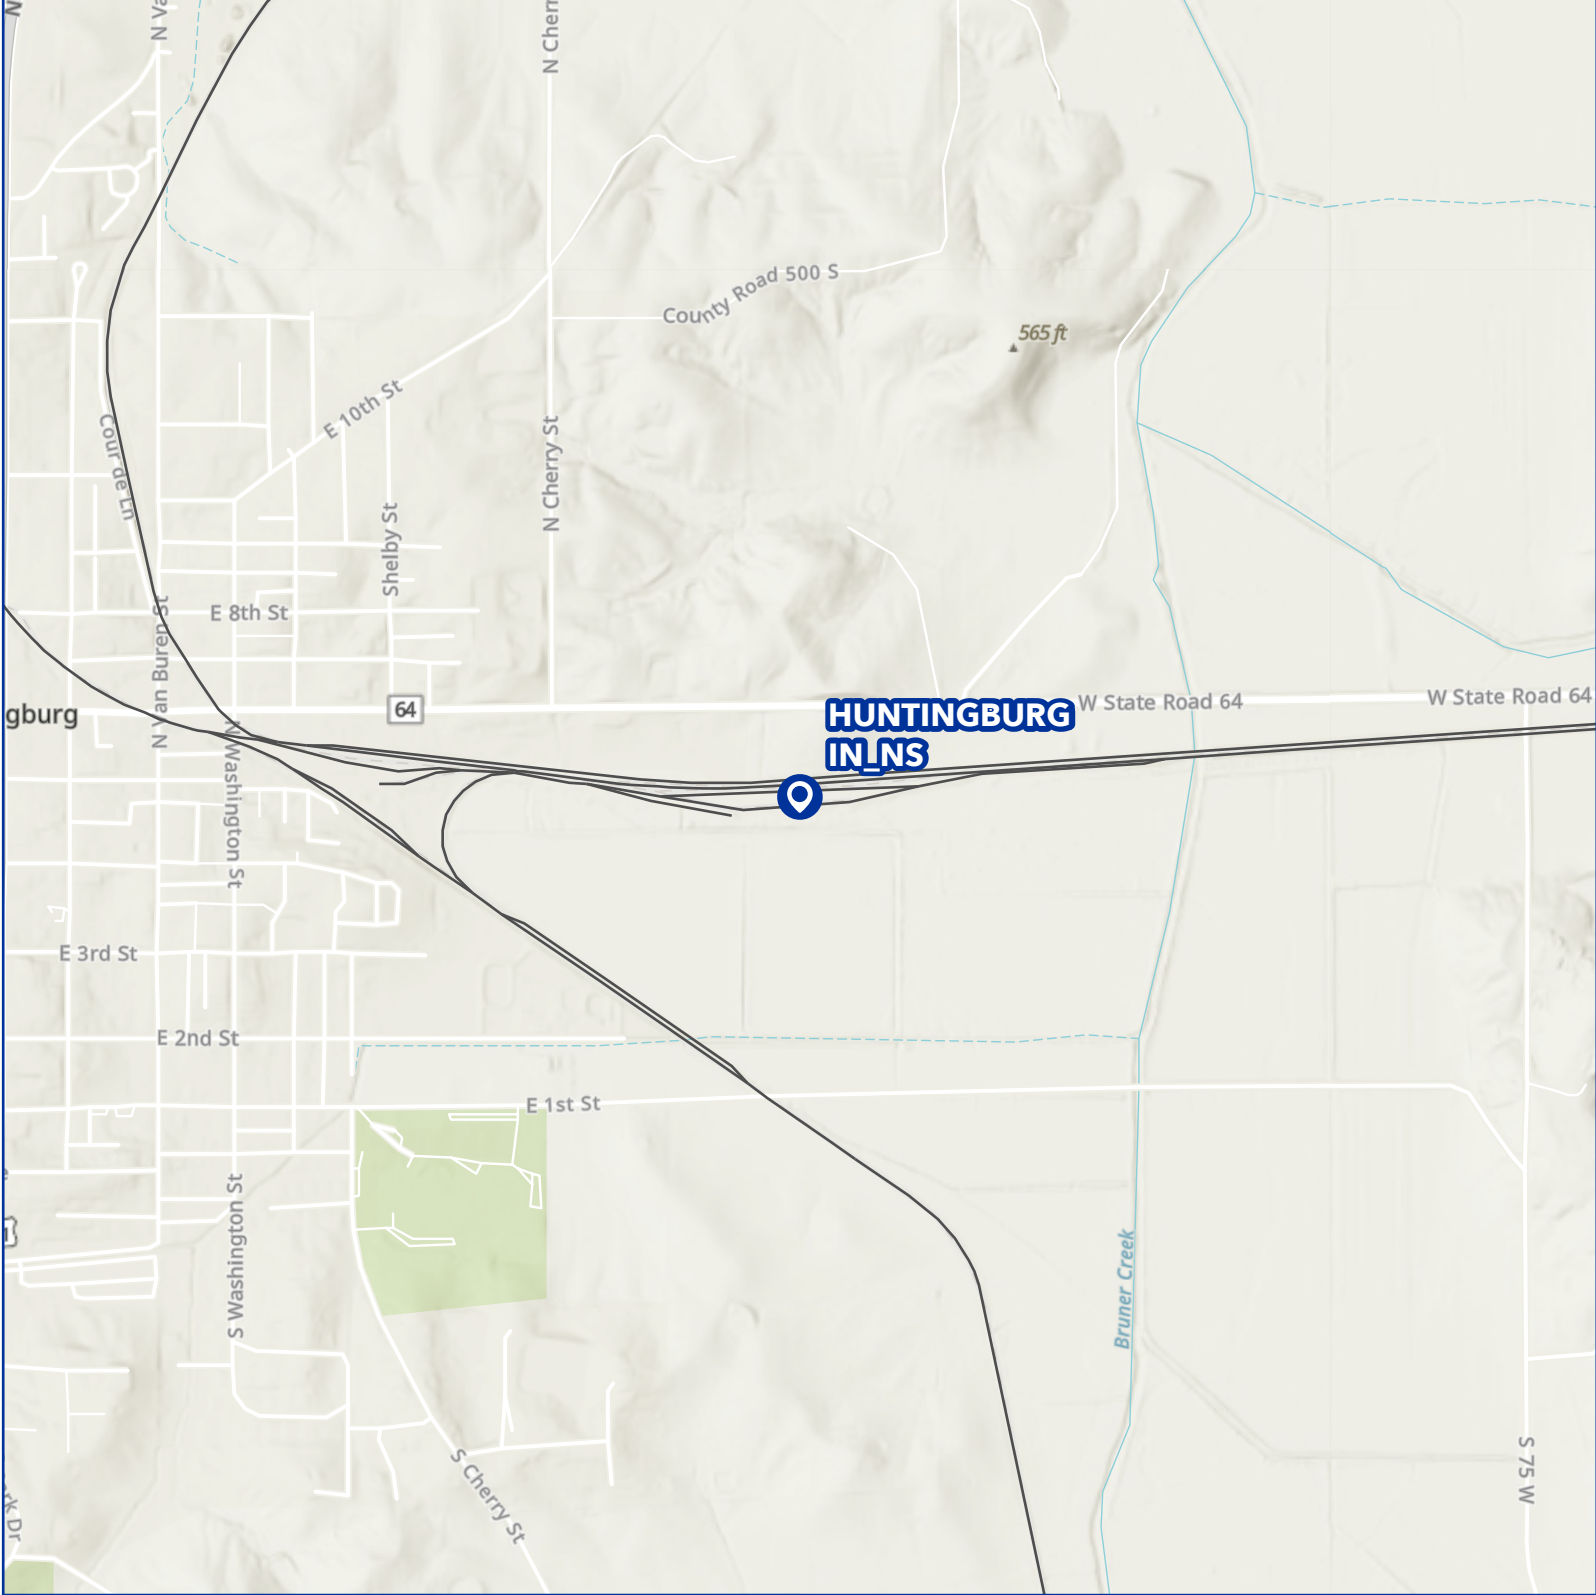 N Cherry St
County Road 500 S
565 ft
E 10th St
Cour de Ln
N Cherry St
Shelby St
E 8th St
N Van Buren St
64
HUNTINGBURG
IN_NS
W State Road 64
W State Road 64
gburg
N Washington St
E 3rd St
E 2nd St
E 1st St
S Washington St
Bruner Creek
S Cherry St
S 75 W